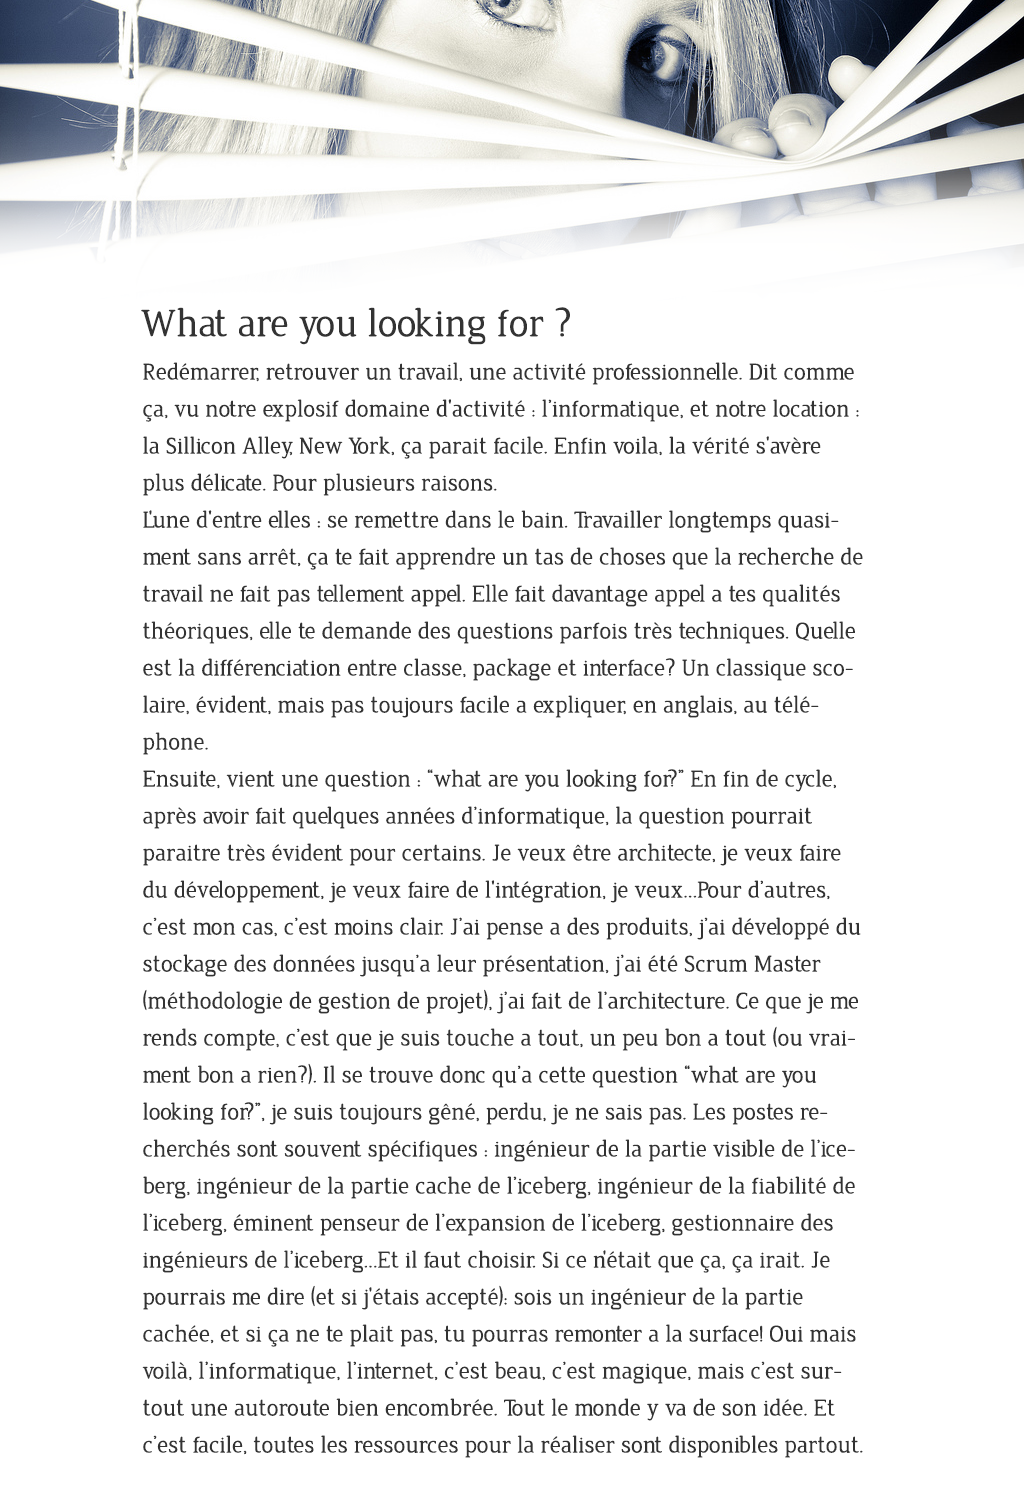 What are you looking for ?
Redémarrer, retrouver un travail, une activité professionnelle. Dit comme
ça, vu notre explosif domaine d'activité : l'informatique, et notre location :
la Sillicon Alley, New York, ça parait facile. Enfin voila, la vérité s'avère
plus délicate. Pour plusieurs raisons.
L'une d'entre elles : se remettre dans le bain. Travailler longtemps quasi-
ment sans arrêt, ça te fait apprendre un tas de choses que la recherche de
travail ne fait pas tellement appel. Elle fait davantage appel a tes qualités
théoriques, elle te demande des questions parfois très techniques. Quelle
est la différenciation entre classe, package et interface? Un classique sco-
laire, évident, mais pas toujours facile a expliquer, en anglais, au télé-
phone.
Ensuite, vient une question : “what are you looking for?” En fin de cycle,
après avoir fait quelques années d'informatique, la question pourrait
paraitre très évident pour certains. Je veux être architecte, je veux faire
du développement, je veux faire de l'intégration, je veux...Pour d'autres,
c'est mon cas, c'est moins clair. J'ai pense a des produits, j'ai développé du
stockage des données jusqu'a leur présentation, j'ai été Scrum Master
(méthodologie de gestion de projet), j'ai fait de l'architecture. Ce que je me
rends compte, c'est que je suis touche a tout, un peu bon a tout (ou vrai-
ment bon a rien?). Il se trouve donc qu'a cette question “what are you
looking for?”, je suis toujours gêné, perdu, je ne sais pas. Les postes re-
cherchés sont souvent spécifiques : ingénieur de la partie visible de l'ice-
berg, ingénieur de la partie cache de l'iceberg, ingénieur de la fiabilité de
l'iceberg, éminent penseur de l'expansion de l'iceberg, gestionnaire des
ingénieurs de l'iceberg...Et il faut choisir. Si ce n'était que ça, ça irait. Je
pourrais me dire (et si j'étais accepté): sois un ingénieur de la partie
cachée, et si ça ne te plait pas, tu pourras remonter a la surface! Oui mais
voilà, l'informatique, l'internet, c'est beau, c'est magique, mais c'est sur-
tout une autoroute bien encombrée. Tout le monde y va de son idée. Et
c'est facile, toutes les ressources pour la réaliser sont disponibles partout.